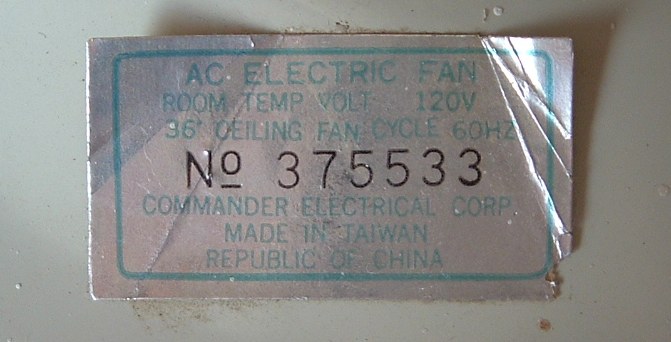 AC ELECTRIC FAN
ROOM TEMP VOLT 120V
36" CEILING FAN CYCLE 60HZ
Nº 375533
COMMANDER ELECTRICAL CORP
MADE IN TAIWAN
REPUBLIC OF CHINA